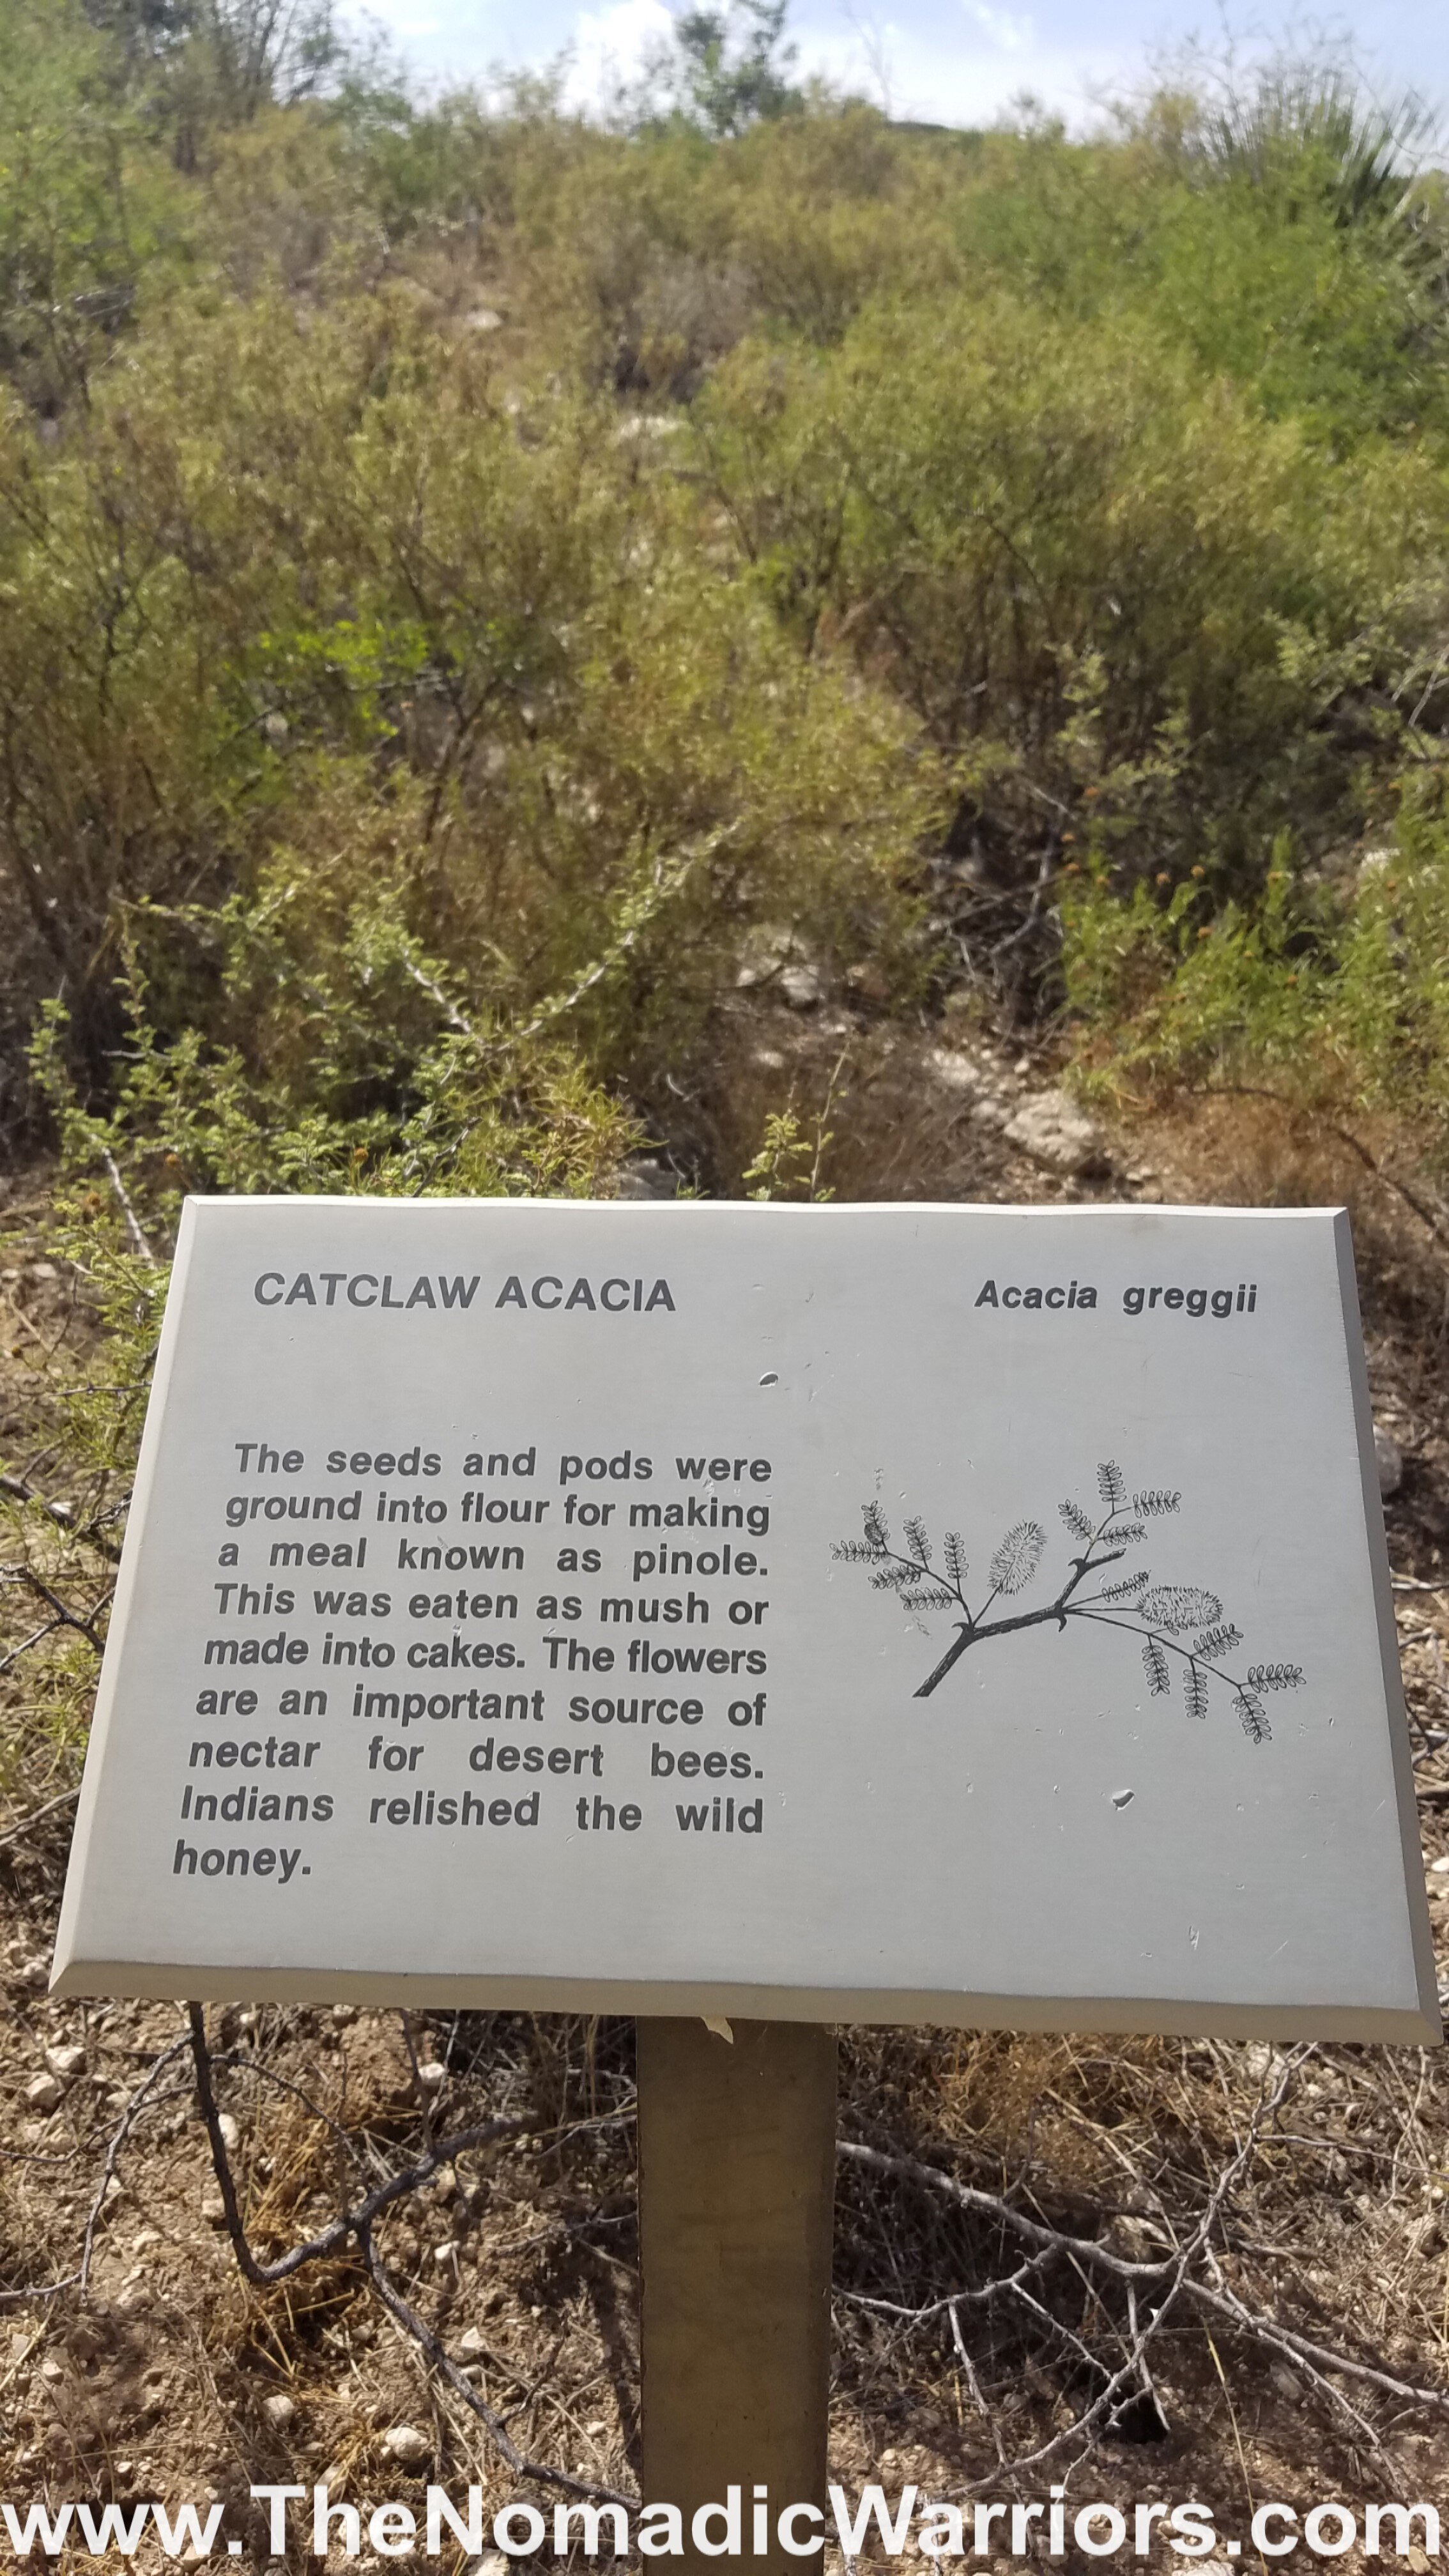 CATCLAW ACACIA
Acacia greggii
The seeds and pods were
ground into flour for making
a meal known as pinole.
This was eaten as mush or
made into cakes. The flowers
are an important source of
nectar for desert bees.
Indians relished the wild
honey.
www.TheNomadicWarriors.com